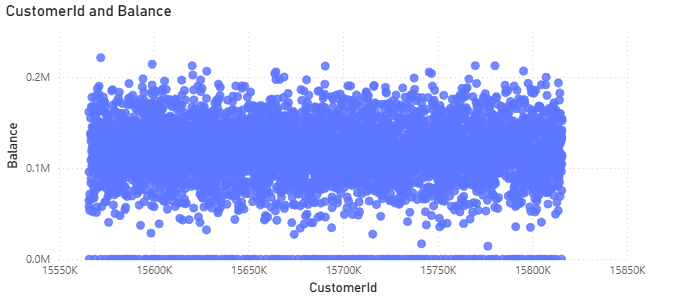 CustomerId and Balance
Balance
0.2M
0.1M
0.0M
15550K 15600K 15650K 15700K 15750K 15800K 15850K
CustomerId